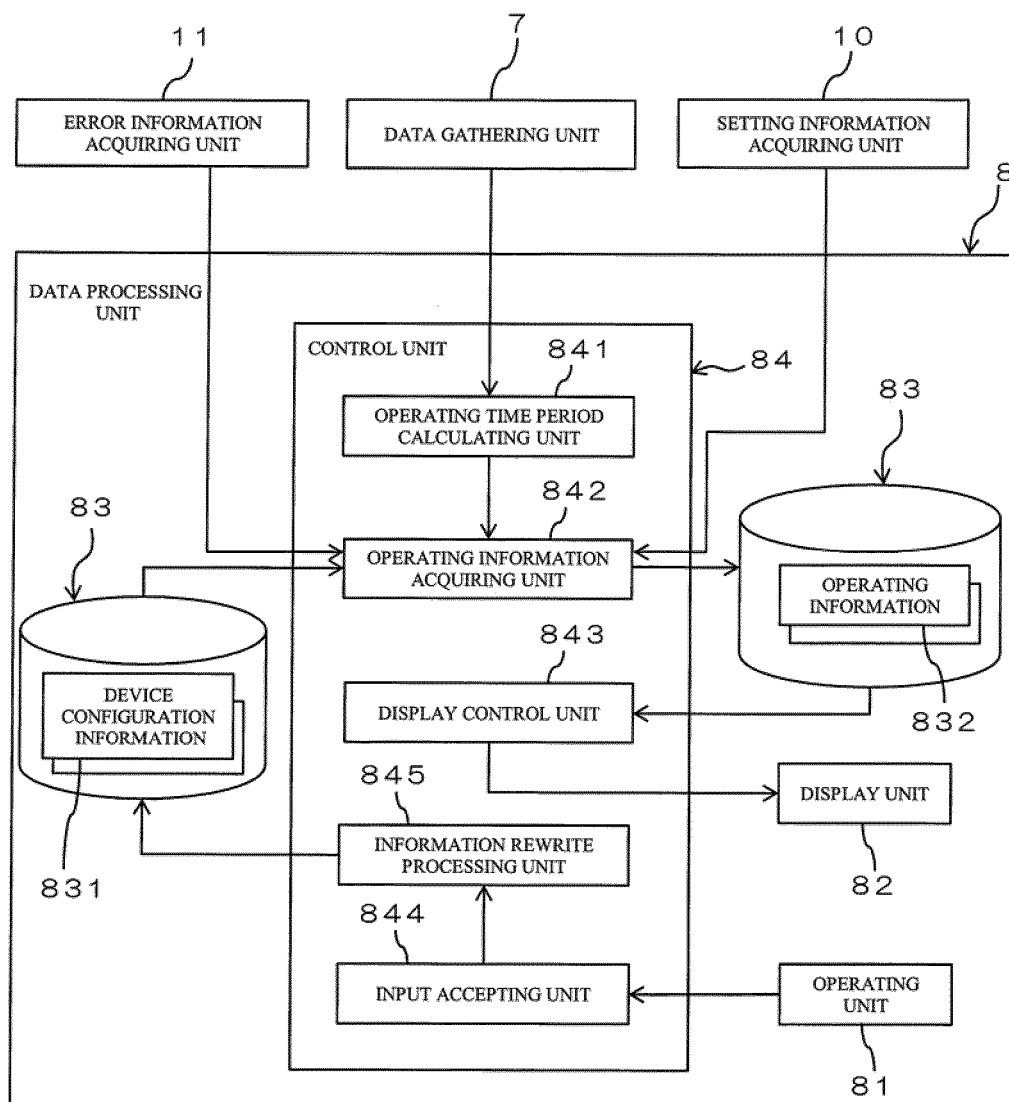 11
7
10
ERROR INFORMATION
ACQUIRING UNIT
DATA GATHERING UNIT
SETTING INFORMATION
ACQUIRING UNIT
8
DATA PROCESSING
UNIT
CONTROL UNIT
84
841
OPERATING TIME PERIOD
CALCULATING UNIT
83
842
OPERATING INFORMATION
ACQUIRING UNIT
83
OPERATING
INFORMATION
832
DEVICE
CONFIGURATION
INFORMATION
831
843
DISPLAY CONTROL UNIT
DISPLAY UNIT
82
845
INFORMATION REWRITE
PROCESSING UNIT
844
INPUT ACCEPTING UNIT
OPERATING
UNIT
81